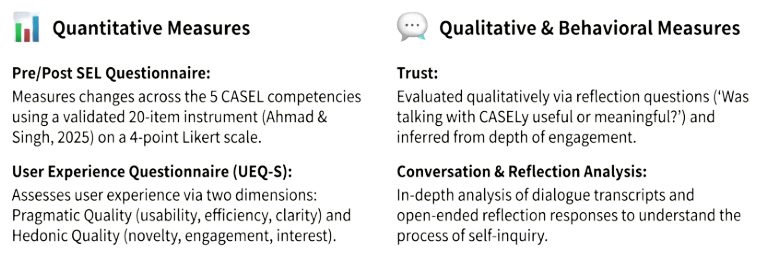 Quantitative Measures
Pre/Post SEL Questionnaire:
Measures changes across the 5 CASEL competencies
using a validated 20-item instrument (Ahmad &
Singh, 2025) on a 4-point Likert scale.
User Experience Questionnaire (UEQ-S):
Assesses user experience via two dimensions:
Pragmatic Quality (usability, efficiency, clarity) and
Hedonic Quality (novelty, engagement, interest).
Qualitative & Behavioral Measures
Trust:
Evaluated qualitatively via reflection questions (‘Was
talking with CASELy useful or meaningful?’) and
inferred from depth of engagement.
Conversation & Reflection Analysis:
In-depth analysis of dialogue transcripts and
open-ended reflection responses to understand the
process of self-inquiry.